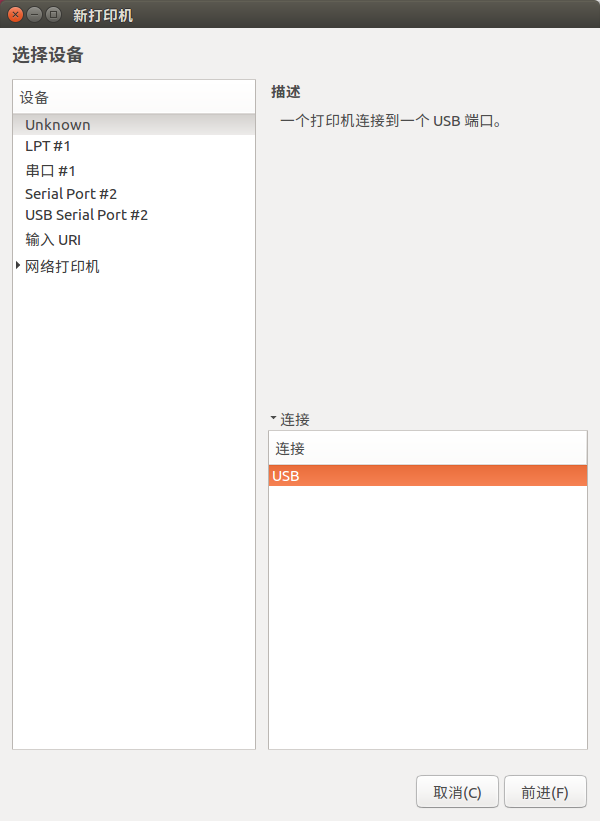 新打印机
选择设备
设备
Unknown
LPT #1
串口 #1
Serial Port #2
USB Serial Port #2
输入 URI
网络打印机
描述
一个打印机连接到一个 USB 端口。
连接
连接
USB
取消(C)
前进(F)